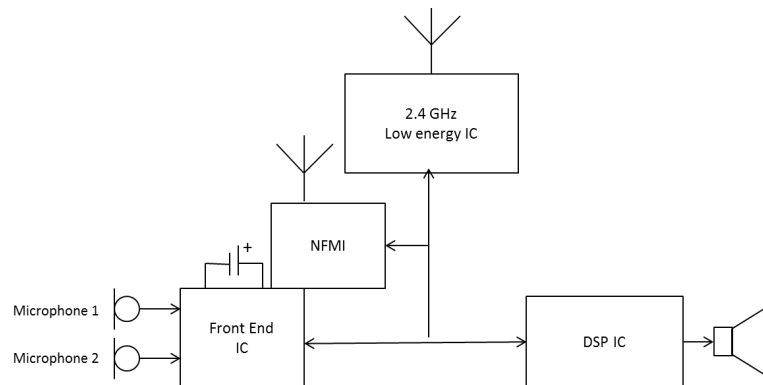 2.4 GHz
Low energy IC
NFMI
+
Microphone 1
Front End
IC
Microphone 2
DSP IC